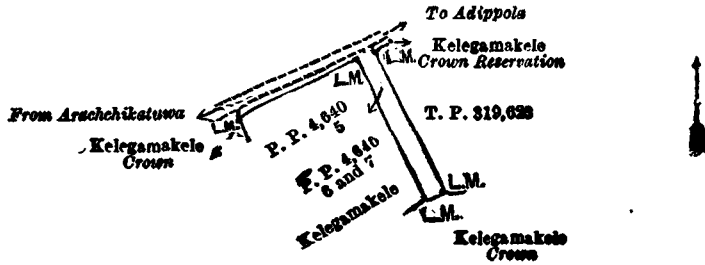 To Adippola
Kelegamakele
Crown Reservation
L.M.
L.M.
From Arachchikatuwa
L.M.
T. P. 319,628
P. P. 4,640
5
Kelegamakele
Crown
P. P. 4,640
6 and 7
Kelegamakele
L.M.
L.M.
Kelegamakele
Crown